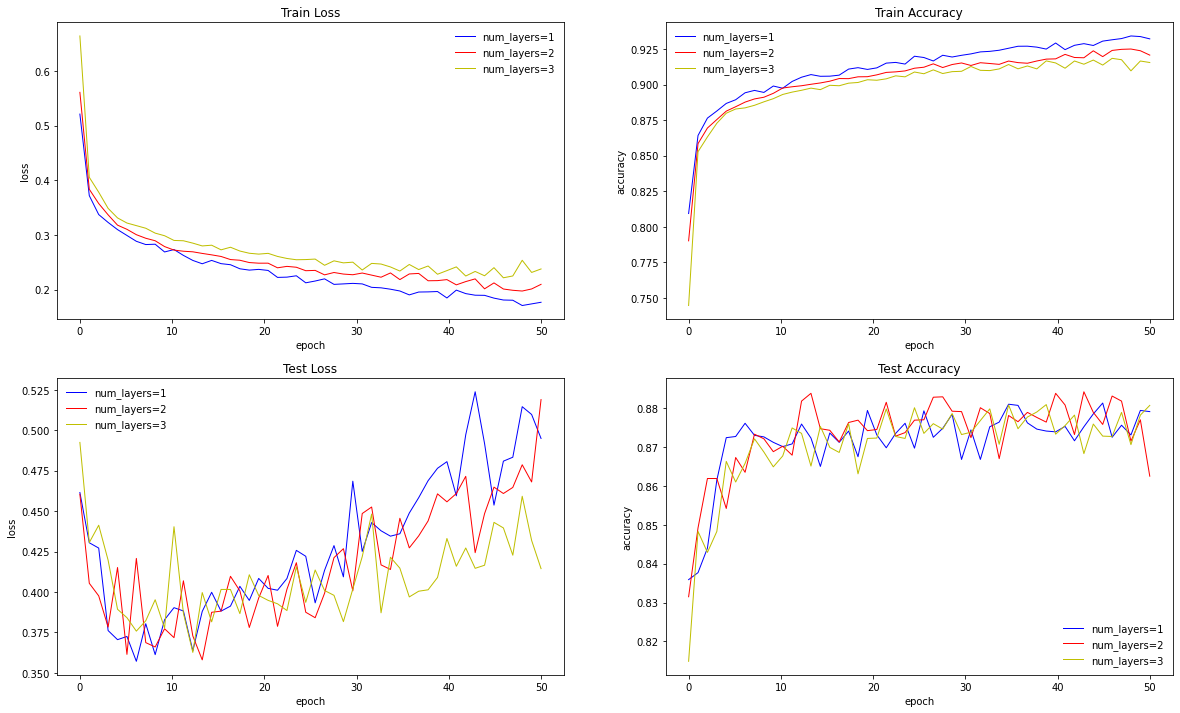 Train Loss
num_layers=1
num_layers=2
num_layers=3
loss
0.6
0.5
0.4
0.3
0.2
0
10
20
30
40
50
epoch
Train Accuracy
num_layers=1
num_layers=2
num_layers=3
accuracy
0.925
0.900
0.875
0.850
0.825
0.800
0.775
0.750
0
10
20
30
40
50
epoch
Test Loss
num_layers=1
num_layers=2
num_layers=3
loss
0.525
0.500
0.475
0.450
0.425
0.400
0.375
0.350
0
10
20
30
40
50
epoch
Test Accuracy
accuracy
0.88
0.87
0.86
0.85
0.84
0.83
0.82
num_layers=1
num_layers=2
num_layers=3
0
10
20
30
40
50
epoch